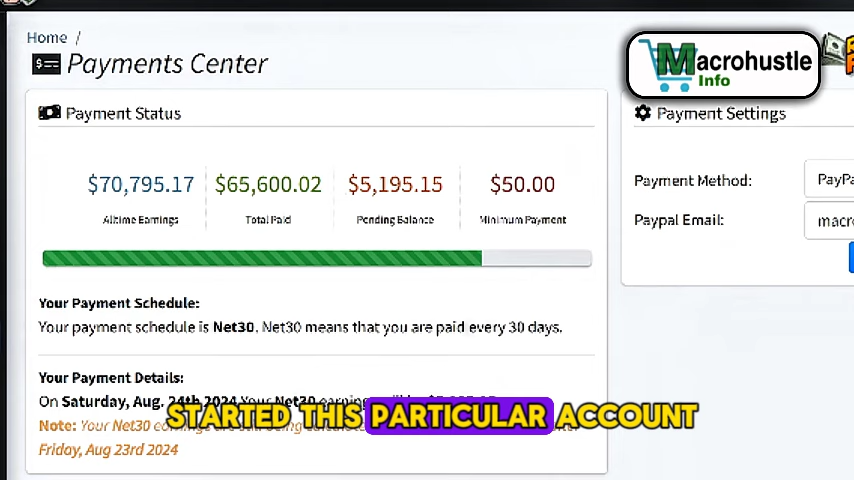 Home /
Payments Center
Macrohustle
Info
Payment Status
Payment Settings
$70,795.17 $65,600.02 $5,195.15 $50.00
Alltime Earnings Total Paid Pending Balance Minimum Payment
Payment Method:
Paypal Email:
Your Payment Schedule:
Your payment schedule is Net30. Net30 means that you are paid every 30 days.
Your Payment Details:
On Saturday, Aug. 24th 2024 Your Net30
STARTED THIS PARTICULAR ACCOUNT
Note: Your Net30
Friday, Aug 23rd 2024